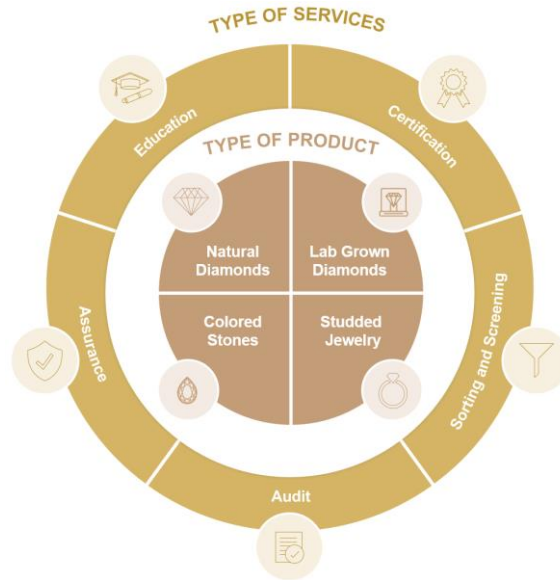 TYPE OF SERVICES
Education
Certification
TYPE OF PRODUCT
Natural
Diamonds
Lab Grown
Diamonds
Colored
Stones
Studded
Jewelry
Assurance
Sorting and Screening
Audit